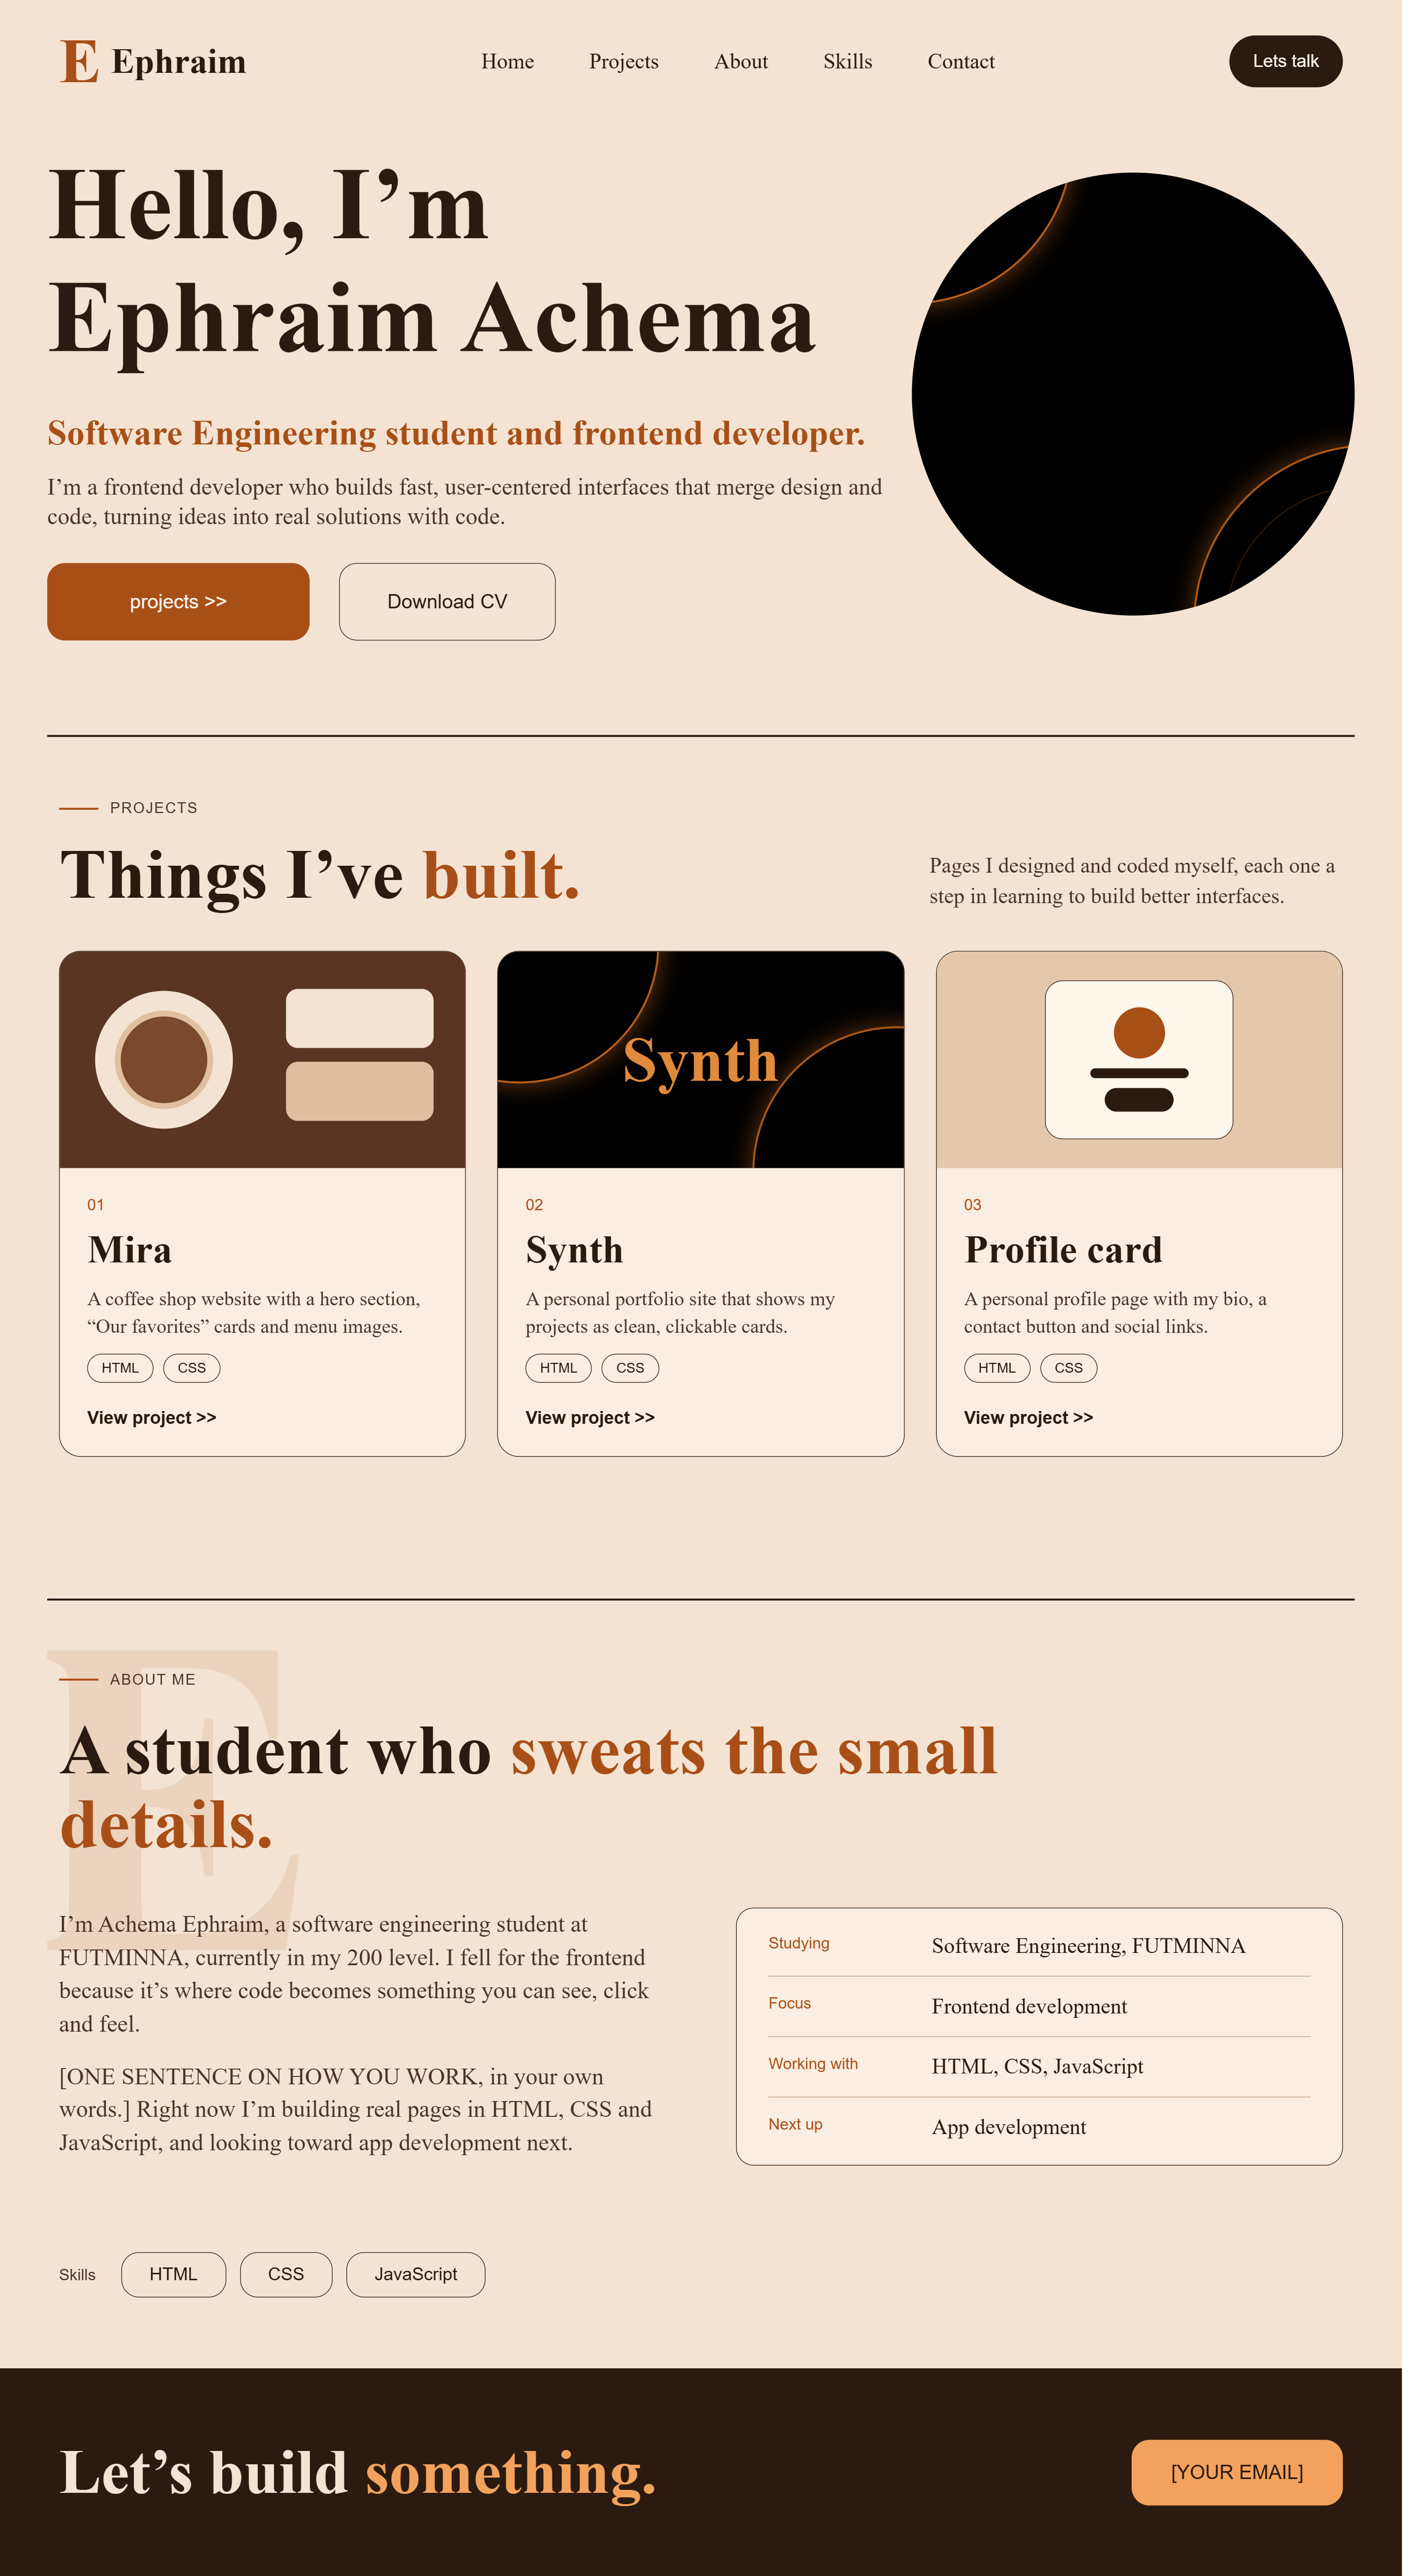 E Ephraim
Home Projects About Skills Contact
Lets talk
Hello, I’m
Ephraim Achema
Software Engineering student and frontend developer.
I’m a frontend developer who builds fast, user-centered interfaces that merge design and
code, turning ideas into real solutions with code.
projects >>
Download CV
PROJECTS
Things I’ve built.
Pages I designed and coded myself, each one a
step in learning to build better interfaces.
01
Mira
A coffee shop website with a hero section,
“Our favorites” cards and menu images.
HTML CSS
View project >>
Synth
02
Synth
A personal portfolio site that shows my
projects as clean, clickable cards.
HTML CSS
View project >>
03
Profile card
A personal profile page with my bio, a
contact button and social links.
HTML CSS
View project >>
E
ABOUT ME
A student who sweats the small
details.
I’m Achema Ephraim, a software engineering student at
FUTMINNA, currently in my 200 level. I fell for the frontend
because it’s where code becomes something you can see, click
and feel.
[ONE SENTENCE ON HOW YOU WORK, in your own
words.] Right now I’m building real pages in HTML, CSS and
JavaScript, and looking toward app development next.
Studying Software Engineering, FUTMINNA
Focus Frontend development
Working with HTML, CSS, JavaScript
Next up App development
Skills HTML CSS JavaScript
Let’s build something.
[YOUR EMAIL]